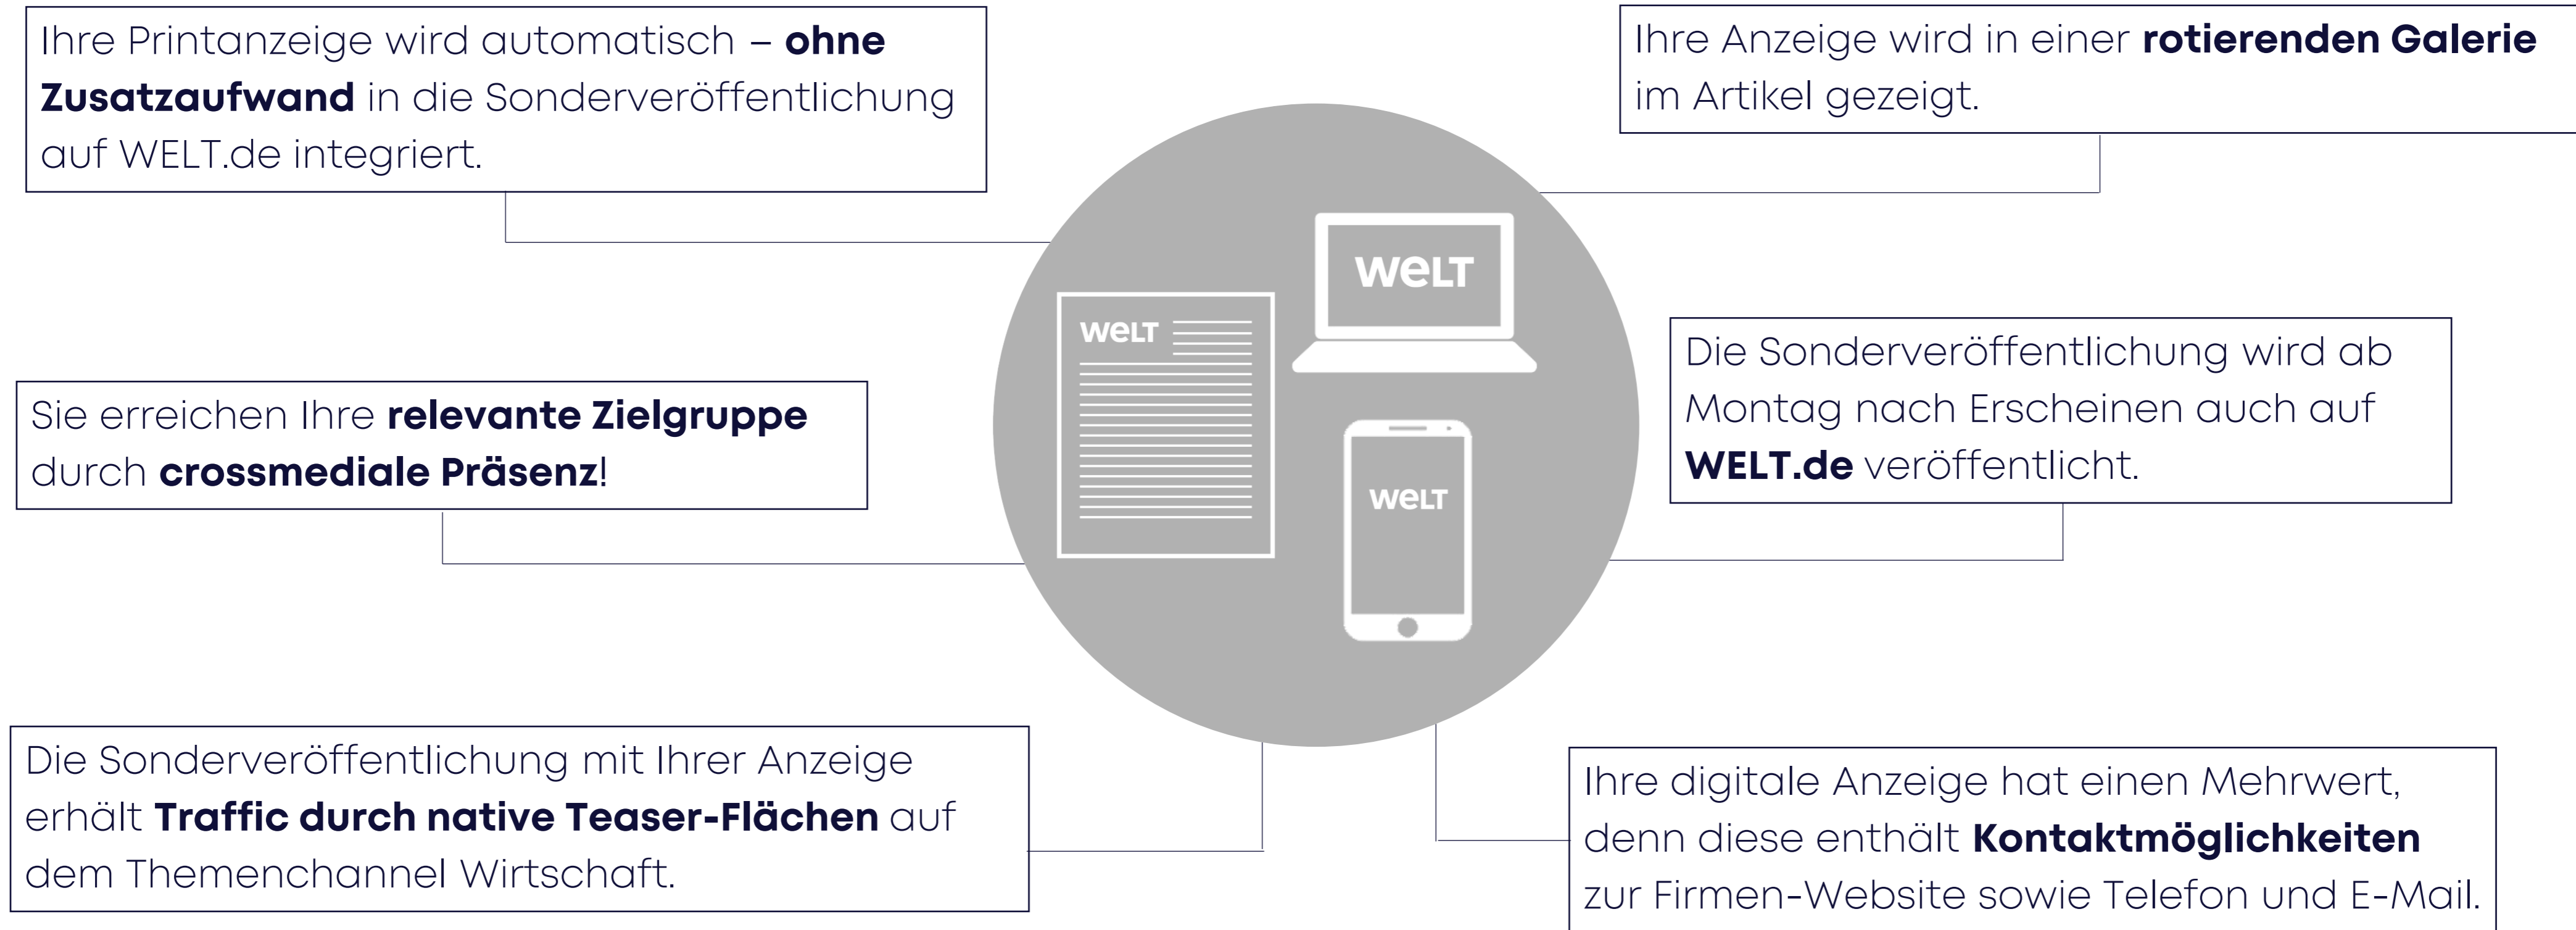 Ihre Printanzeige wird automatisch – ohne
Zusatzaufwand in die Sonderveröffentlichung
auf WELT.de integriert.
Ihre Anzeige wird in einer rotierenden Galerie
im Artikel gezeigt.
WELT
WELT
WELT
Sie erreichen Ihre relevante Zielgruppe
durch crossmediale Präsenz!
Die Sonderveröffentlichung wird ab
Montag nach Erscheinen auch auf
WELT.de veröffentlicht.
Die Sonderveröffentlichung mit Ihrer Anzeige
erhält Traffic durch native Teaser-Flächen auf
dem Themenchannel Wirtschaft.
Ihre digitale Anzeige hat einen Mehrwert,
denn diese enthält Kontaktmöglichkeiten
zur Firmen-Website sowie Telefon und E-Mail.